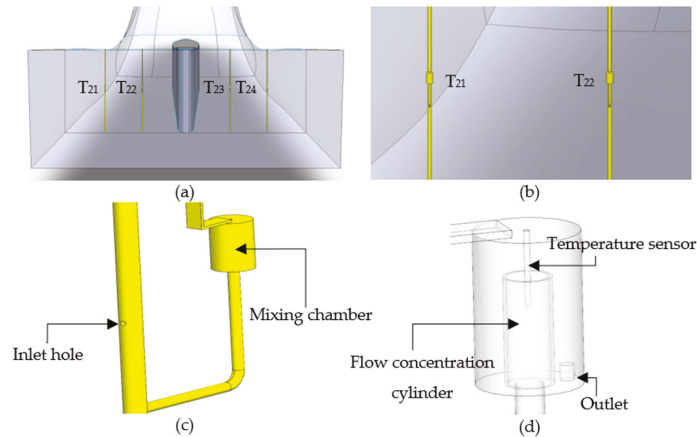 T21 T22 T23 T24
(a)
T21 T22
(b)
Mixing chamber
Inlet hole
(c)
Temperature sensor
Flow concentration
cylinder
Outlet
(d)